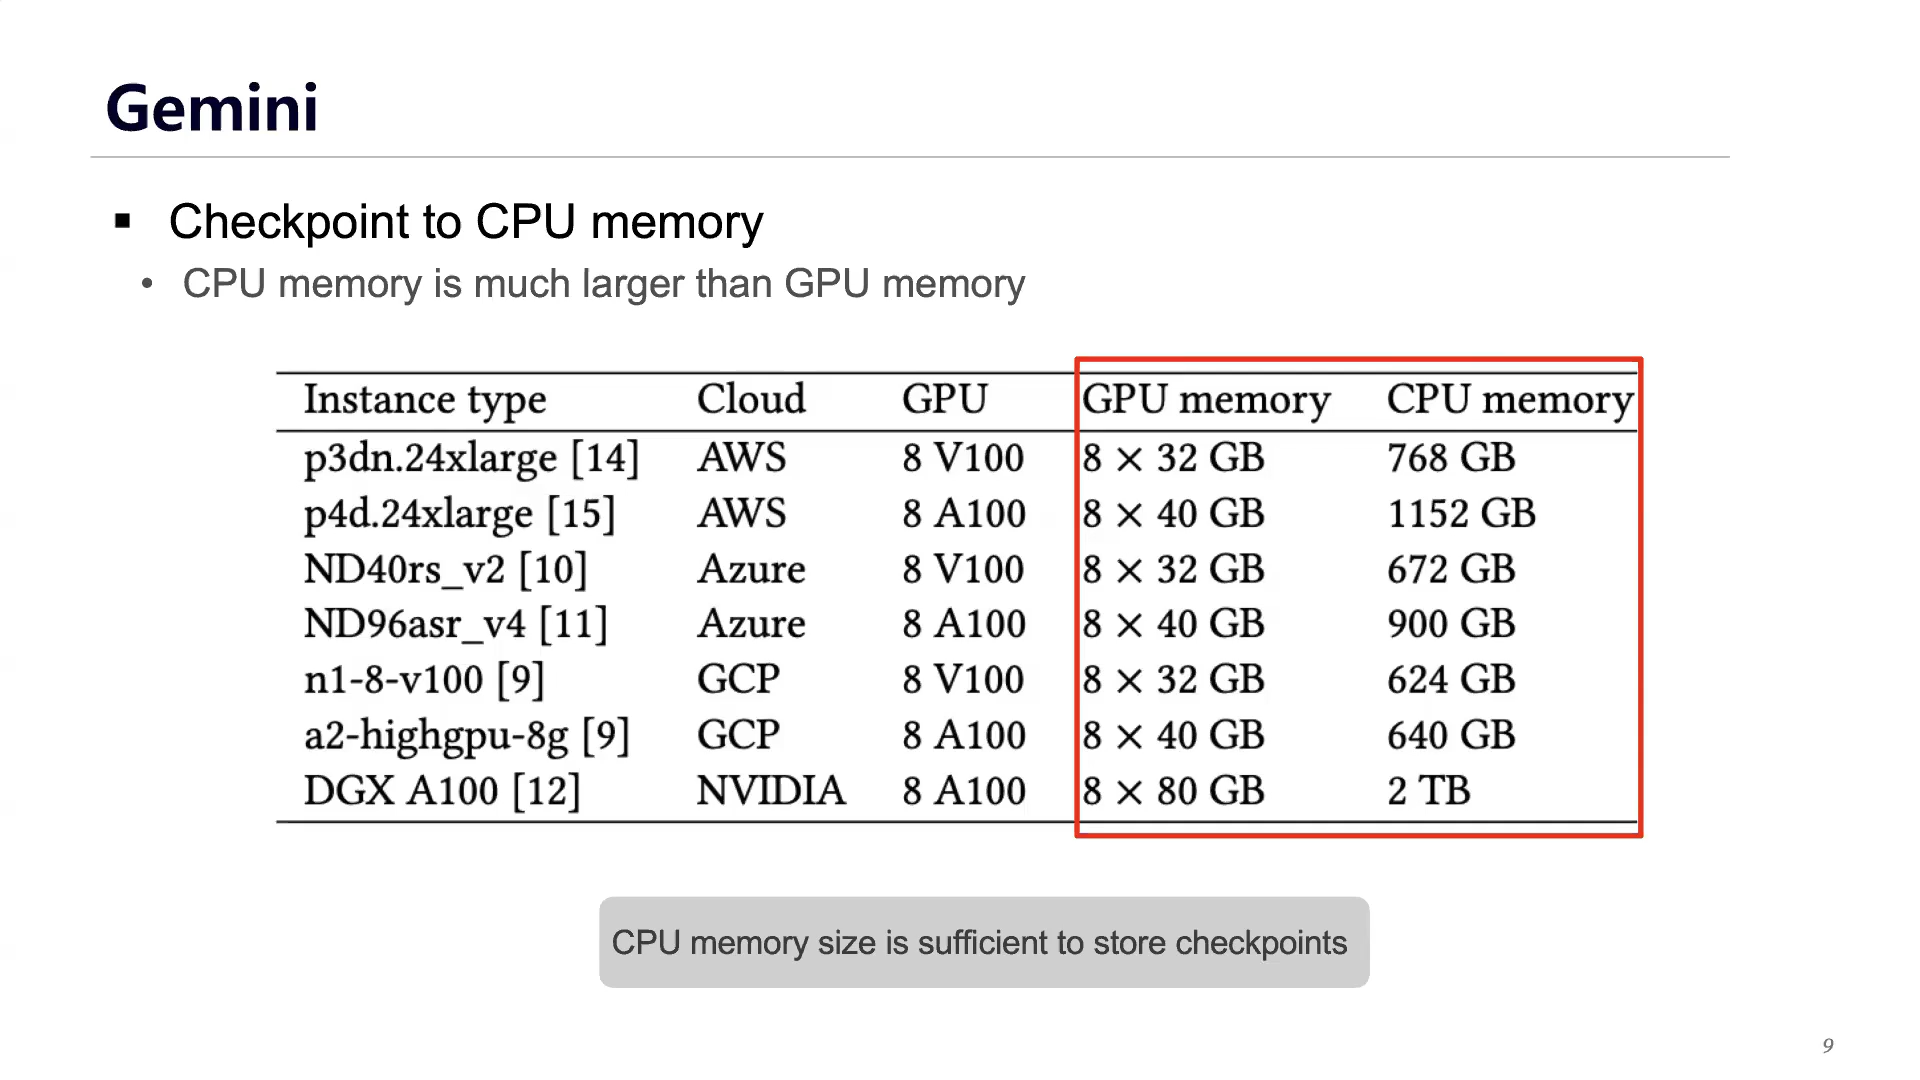 Gemini
▪ Checkpoint to CPU memory
• CPU memory is much larger than GPU memory
Instance type Cloud GPU GPU memory CPU memory
p3dn.24xlarge [14] AWS 8 V100 8 × 32 GB 768 GB
p4d.24xlarge [15] AWS 8 A100 8 × 40 GB 1152 GB
ND40rs_v2 [10] Azure 8 V100 8 × 32 GB 672 GB
ND96asr_v4 [11] Azure 8 A100 8 × 40 GB 900 GB
n1-8-v100 [9] GCP 8 V100 8 × 32 GB 624 GB
a2-highgpu-8g [9] GCP 8 A100 8 × 40 GB 640 GB
DGX A100 [12] NVIDIA 8 A100 8 × 80 GB 2 TB
CPU memory size is sufficient to store checkpoints
9